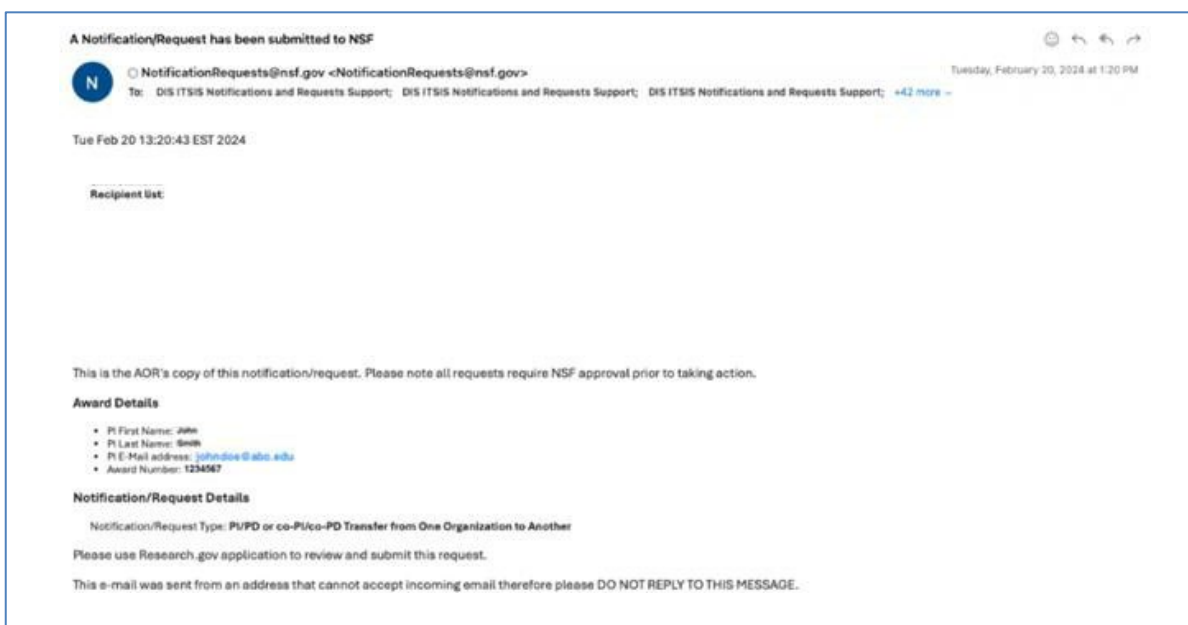 A Notification/Request has been submitted to NSF
N
NotificationRequests@nsf.gov <NotificationRequests@nsf.gov>
Tuesday, February 20, 2024 at 1:20 PM
To: DIS ITSIS Notifications and Requests Support; DIS ITSIS Notifications and Requests Support; DIS ITSIS Notifications and Requests Support; +42 more
Tue Feb 20 13:20:43 EST 2024
Recipient list:
This is the AOR's copy of this notification/request. Please note all requests require NSF approval prior to taking action.
Award Details
• PI First Name: John
• PI Last Name: Smith
• PI E-Mail address: johndoe@abc.edu
• Award Number: 1234567
Notification/Request Details
Notification/Request Type: PI/PD or co-PI/co-PD Transfer from One Organization to Another
Please use Research.gov application to review and submit this request.
This e-mail was sent from an address that cannot accept incoming email therefore please DO NOT REPLY TO THIS MESSAGE.